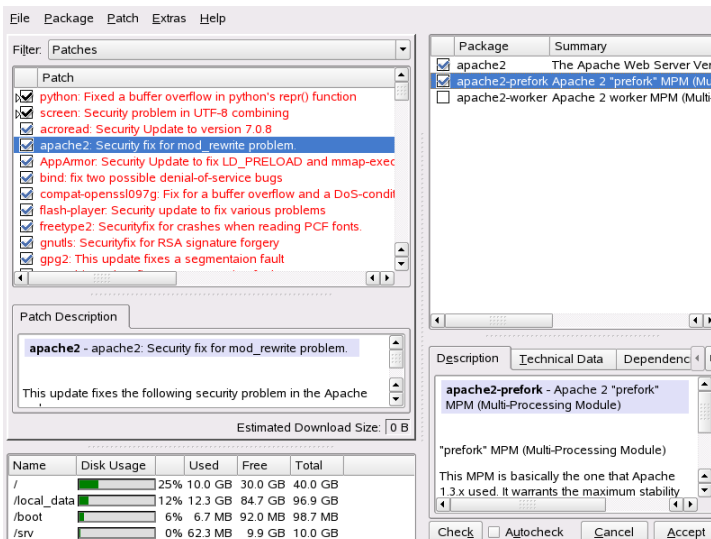 File Package Patch Extras Help
Filter: Patches
Patch
python: Fixed a buffer overflow in python's repr() function
screen: Security problem in UTF-8 combining
acroread: Security Update to version 7.0.8
apache2: Security fix for mod_rewrite problem.
AppArmor: Security Update to fix LD_PRELOAD and mmap-exec
bind: fix two possible denial-of-service bugs
compat-openssl097g: Fix for a buffer overflow and a DoS-condit
flash-player: Security update to fix various problems
freetype2: Securityfix for crashes when reading PCF fonts.
gnutls: Securityfix for RSA signature forgery
gpg2: This update fixes a segmentaion fault
Patch Description
apache2 - apache2: Security fix for mod_rewrite problem.
This update fixes the following security problem in the Apache
Estimated Download Size: 0 B
Name Disk Usage Used Free Total
/ 25% 10.0 GB 30.0 GB 40.0 GB
/local_data 12% 12.3 GB 84.7 GB 96.9 GB
/boot 6% 6.7 MB 92.0 MB 98.7 MB
/srv 0% 62.3 MB 9.9 GB 10.0 GB
Package Summary
apache2 The Apache Web Server Ver
apache2-prefork Apache 2 "prefork" MPM (Mu
apache2-worker Apache 2 worker MPM (Multi-
Description Technical Data Dependenc
apache2-prefork - Apache 2 "prefork"
MPM (Multi-Processing Module)
"prefork" MPM (Multi-Processing Module)
This MPM is basically the one that Apache
1.3.x used. It warrants the maximum stability
Check Autocheck Cancel Accept